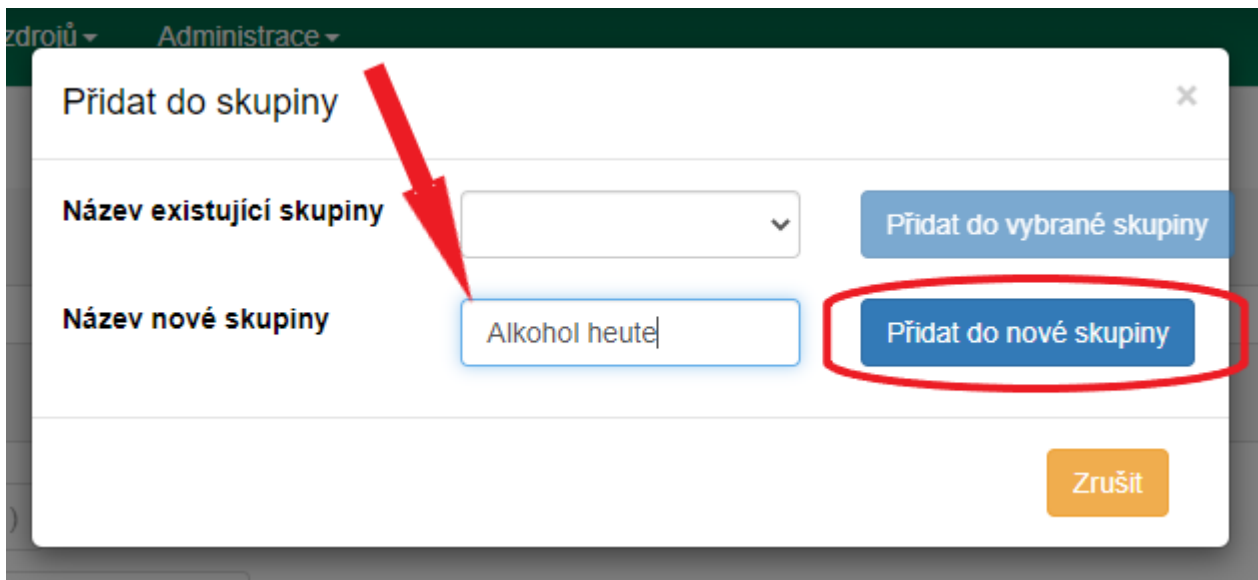 zdrojů Administrace
Přidat do skupiny ×
Název existující skupiny Přidat do vybrané skupiny
Název nové skupiny Alkohol heute Přidat do nové skupiny
Zrušit
)